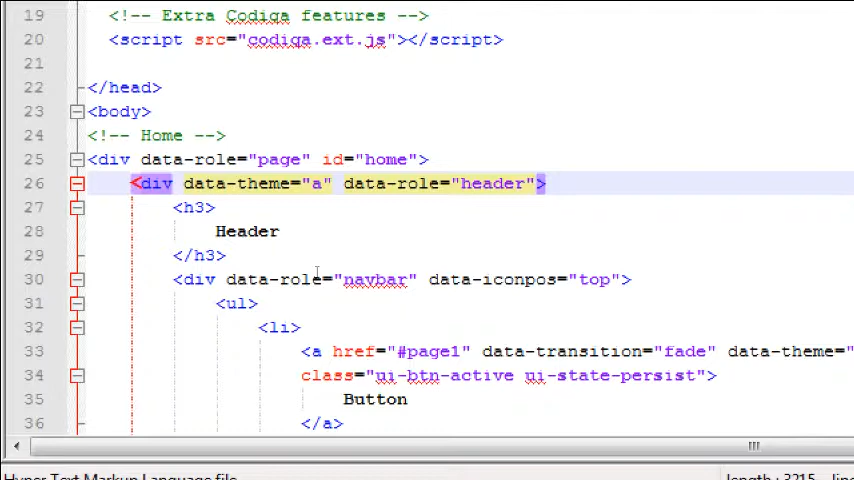 19 <!-- Extra Codiqa features -->
20 <script src="codiqa.ext.js"></script>
21
22 </head>
23 <body>
24 <!-- Home -->
25 <div data-role="page" id="home">
26 <div data-theme="a" data-role="header">
27 <h3>
28 Header
29 </h3>
30 <div data-role="navbar" data-iconpos="top">
31 <ul>
32 <li>
33 <a href="#page1" data-transition="fade" data-theme="
34 class="ui-btn-active ui-state-persist">
35 Button
36 </a>
Hyper Text Markup Language file length : 3215